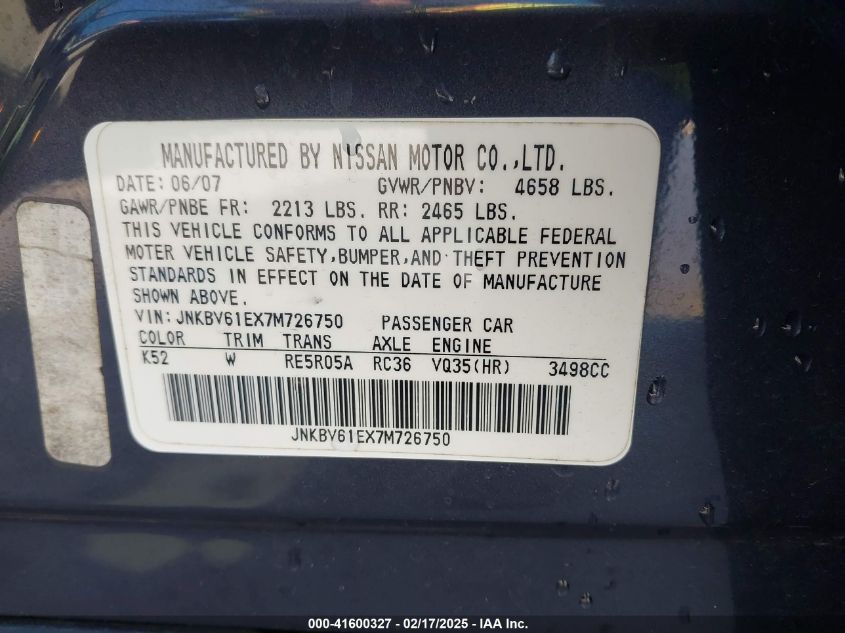 MANUFACTURED BY NISSAN MOTOR CO.,LTD.
DATE: 06/07 GVWR/PNBV: 4658 LBS.
GAWR/PNBE FR: 2213 LBS. RR: 2465 LBS.
THIS VEHICLE CONFORMS TO ALL APPLICABLE FEDERAL
MOTER VEHICLE SAFETY,BUMPER,AND THEFT PREVENTION
STANDARDS IN EFFECT ON THE DATE OF MANUFACTURE
SHOWN ABOVE.
VIN: JNKBV61EX7M726750 PASSENGER CAR
COLOR TRIM TRANS AXLE ENGINE
K52 W RE5R05A RC36 VQ35(HR) 3498CC
JNKBV61EX7M726750
000-41600327 - 02/17/2025 - IAA Inc.